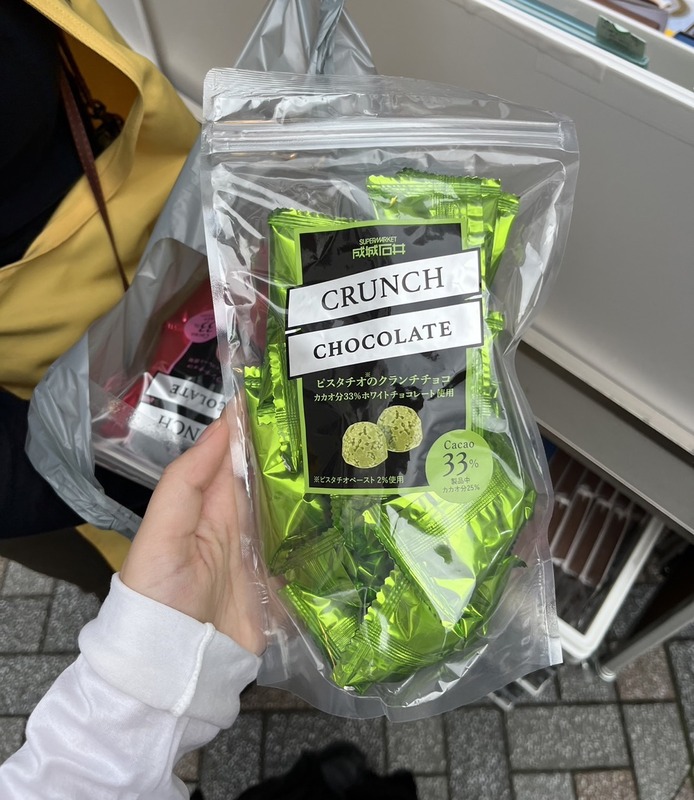 SUPERMARKET
成城石井
CRUNCH
CHOCOLATE
ピスタチオ※のクランチチョコ
カカオ分33%ホワイトチョコレート使用
Cacao
33%
製品中
カカオ分25%
※ピスタチオペースト2%使用
33
CRUNCH